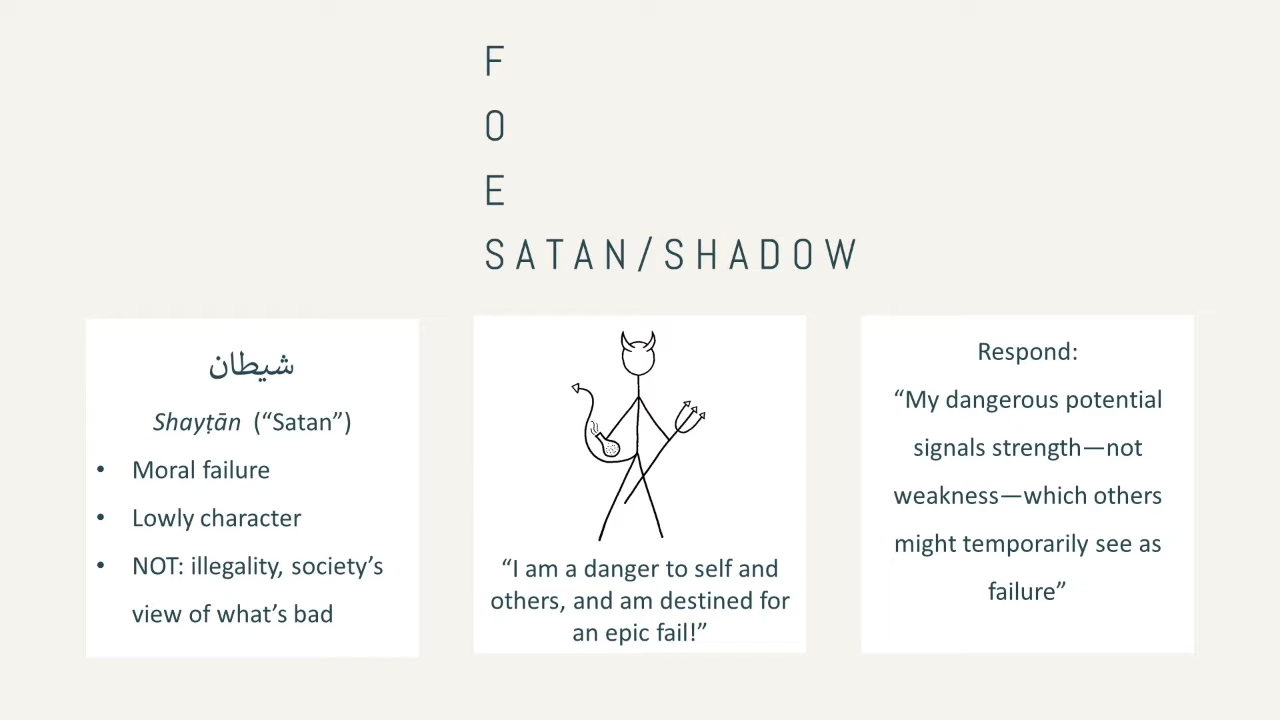 F
O
E
SATAN/SHADOW
شيطان
Shayṭān (“Satan”)
• Moral failure
• Lowly character
• NOT: illegality, society’s
view of what’s bad
“I am a danger to self and
others, and am destined for
an epic fail!”
Respond:
“My dangerous potential
signals strength—not
weakness—which others
might temporarily see as
failure”